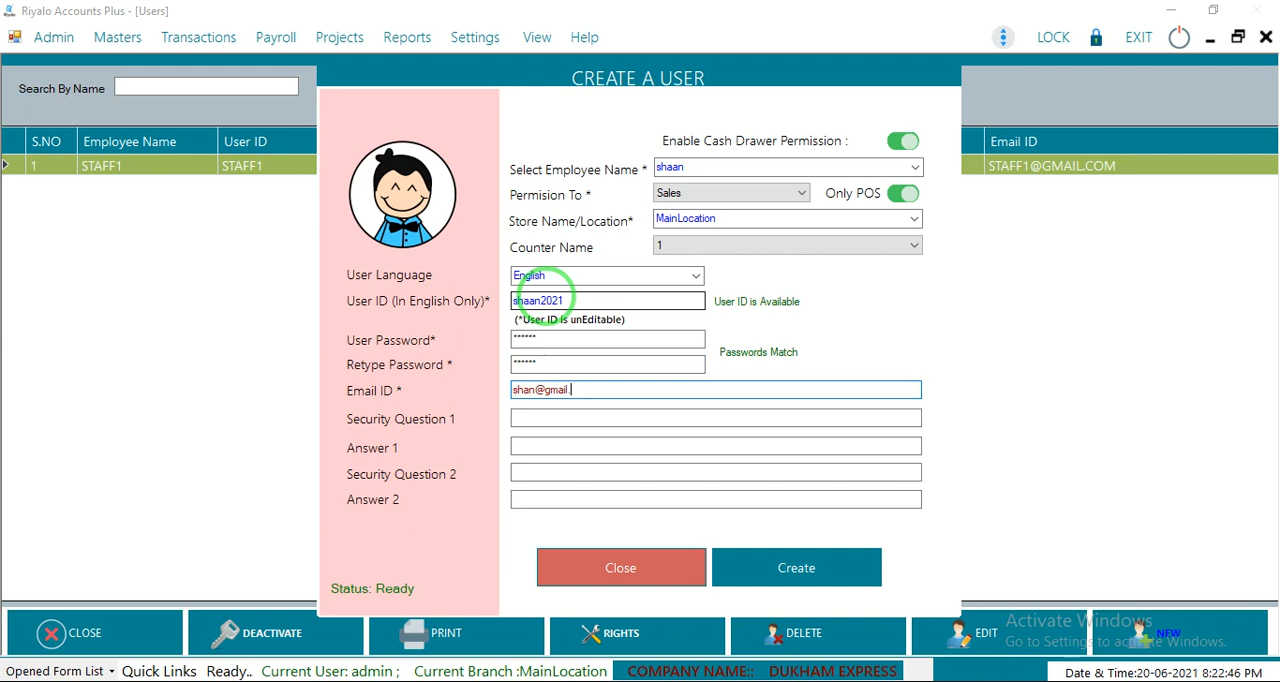 Riyalo Accounts Plus - [Users]
Admin Masters Transactions Payroll Projects Reports Settings View Help LOCK EXIT
CREATE A USER
Search By Name
S.NO Employee Name User ID Email ID
1 STAFF1 STAFF1 STAFF1@GMAIL.COM
Enable Cash Drawer Permission :
Select Employee Name * shaan
Permision To * Sales Only POS
Store Name/Location* MainLocation
Counter Name 1
User Language English
User ID (In English Only)* shaan2021 User ID is Available
(*User ID is unEditable)
User Password* ******
Passwords Match
Retype Password * ******
Email ID * shan@gmail.
Security Question 1
Answer 1
Security Question 2
Answer 2
Close Create
Status: Ready
CLOSE DEACTIVATE PRINT RIGHTS DELETE EDIT NEW
Activate Windows
Go to Settings to activate Windows.
Opened Form List Quick Links Ready.. Current User: admin ; Current Branch :MainLocation COMPANY NAME:: DUKHAM EXPRESS Date & Time:20-06-2021 8:22:46 PM